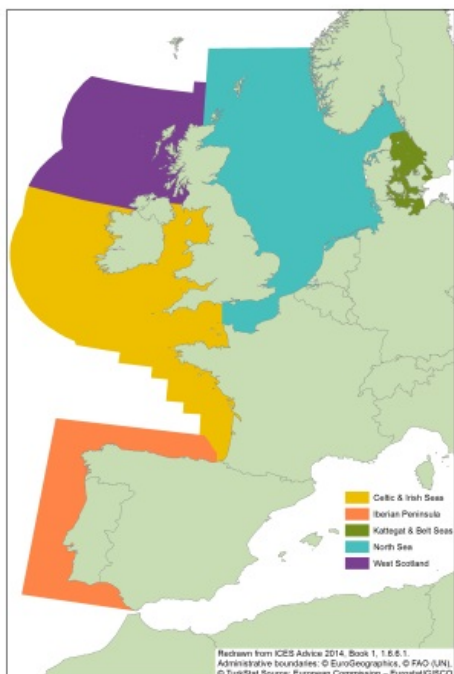 Celtic & Irish Seas
Iberian Peninsula
Kattegat & Belt Seas
North Sea
West Scotland
Redrawn from ICES Advice 2014, Book 1, 1.6.6.1.
Administrative boundaries: © EuroGeographics, © FAO (UN),
© TurkStat Source: European Commission – Eurostat/GISCO